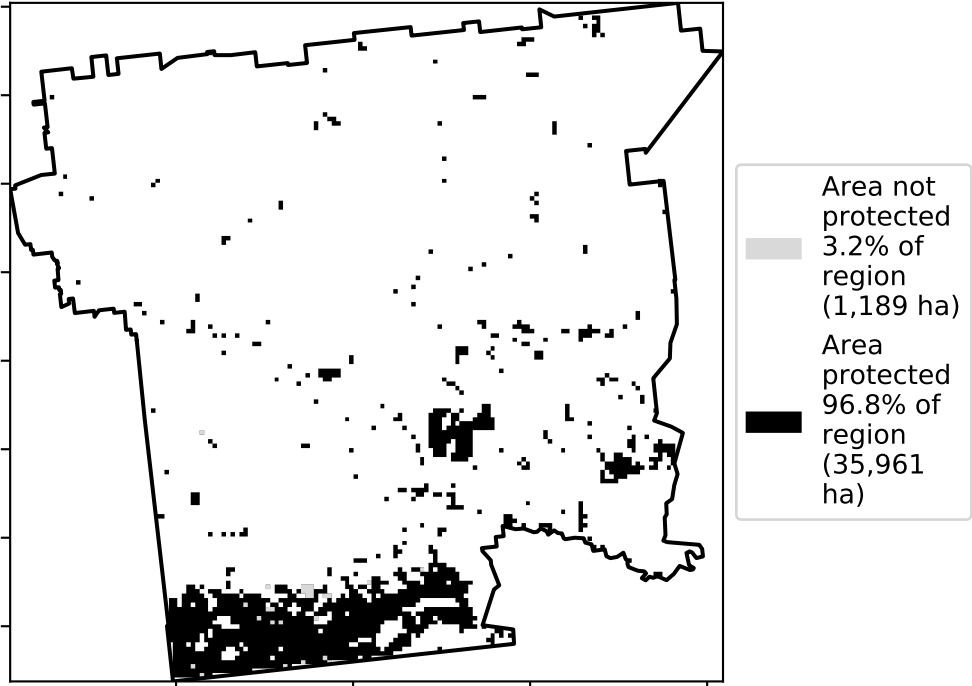 Area not
protected
3.2% of
region
(1,189 ha)
Area
protected
96.8% of
region
(35,961
ha)